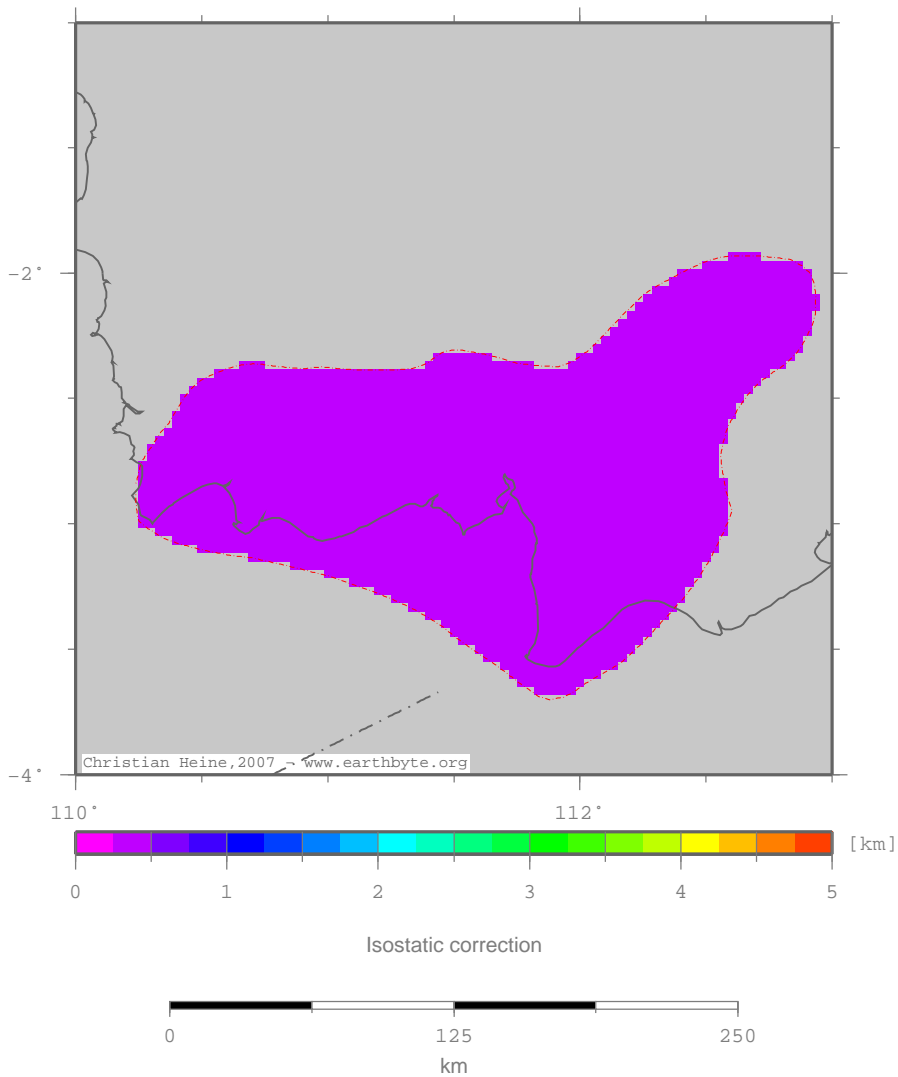 −2°
−4°
Christian Heine,2007 − www.earthbyte.org
110° 112°
[km]
0 1 2 3 4 5
Isostatic correction
0 125 250
km